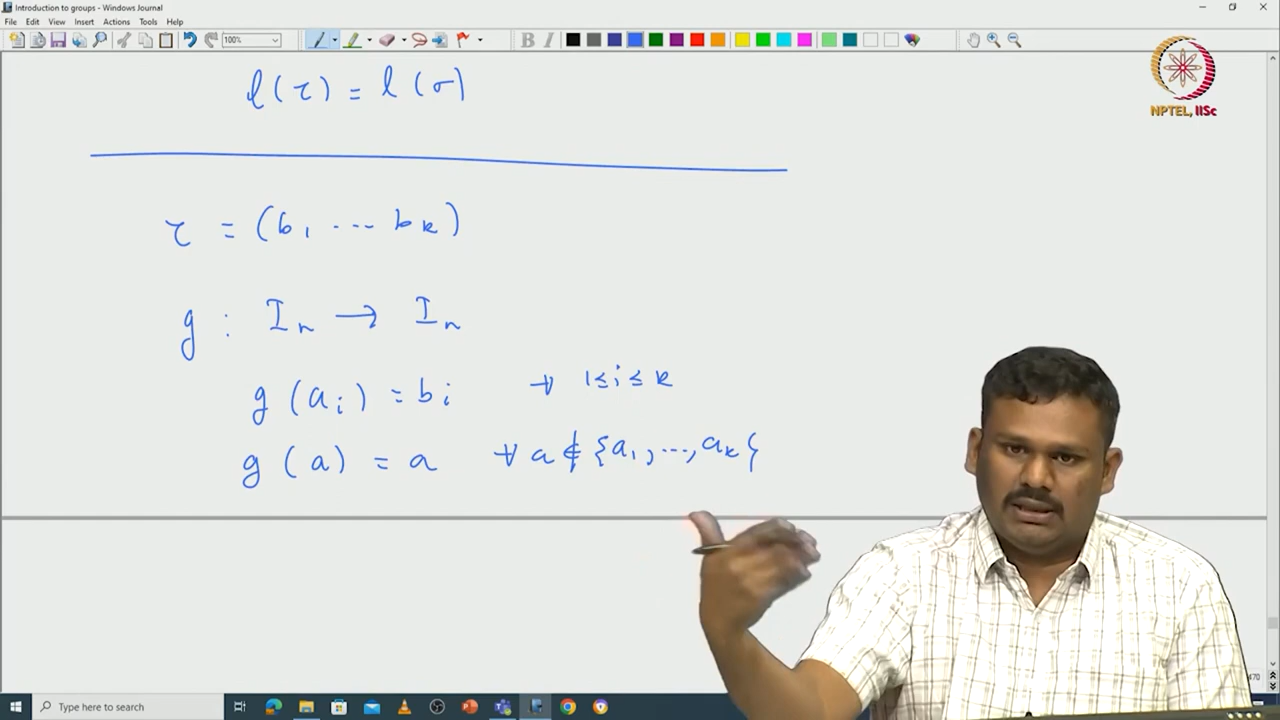 Introduction to groups - Windows Journal
File Edit View Insert Actions Tools Help
100%
B I
NPTEL, IISc
l(τ) = l(σ)
τ = (b₁ ... bₖ)
g : Iₙ → Iₙ
g(aᵢ) = bᵢ ∀ 1≤i≤k
g(a) = a ∀ a ∉ {a₁, ..., aₖ}
Type here to search